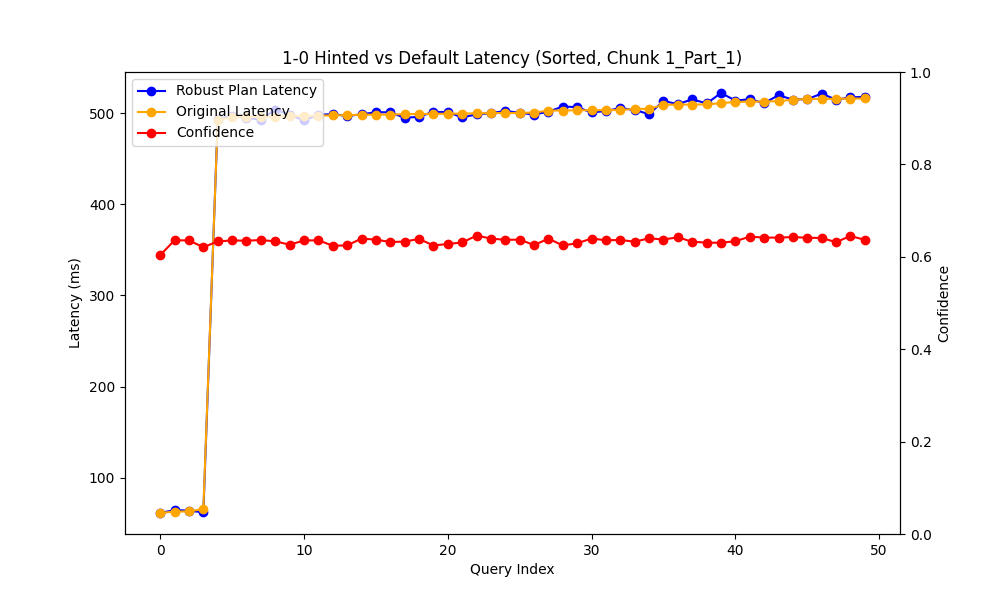 1-0 Hinted vs Default Latency (Sorted, Chunk 1_Part_1)
Robust Plan Latency
Original Latency
Confidence
500
400
300
200
100
Latency (ms)
0
10
20
30
40
50
Query Index
1.0
0.8
0.6
0.4
0.2
0.0
Confidence